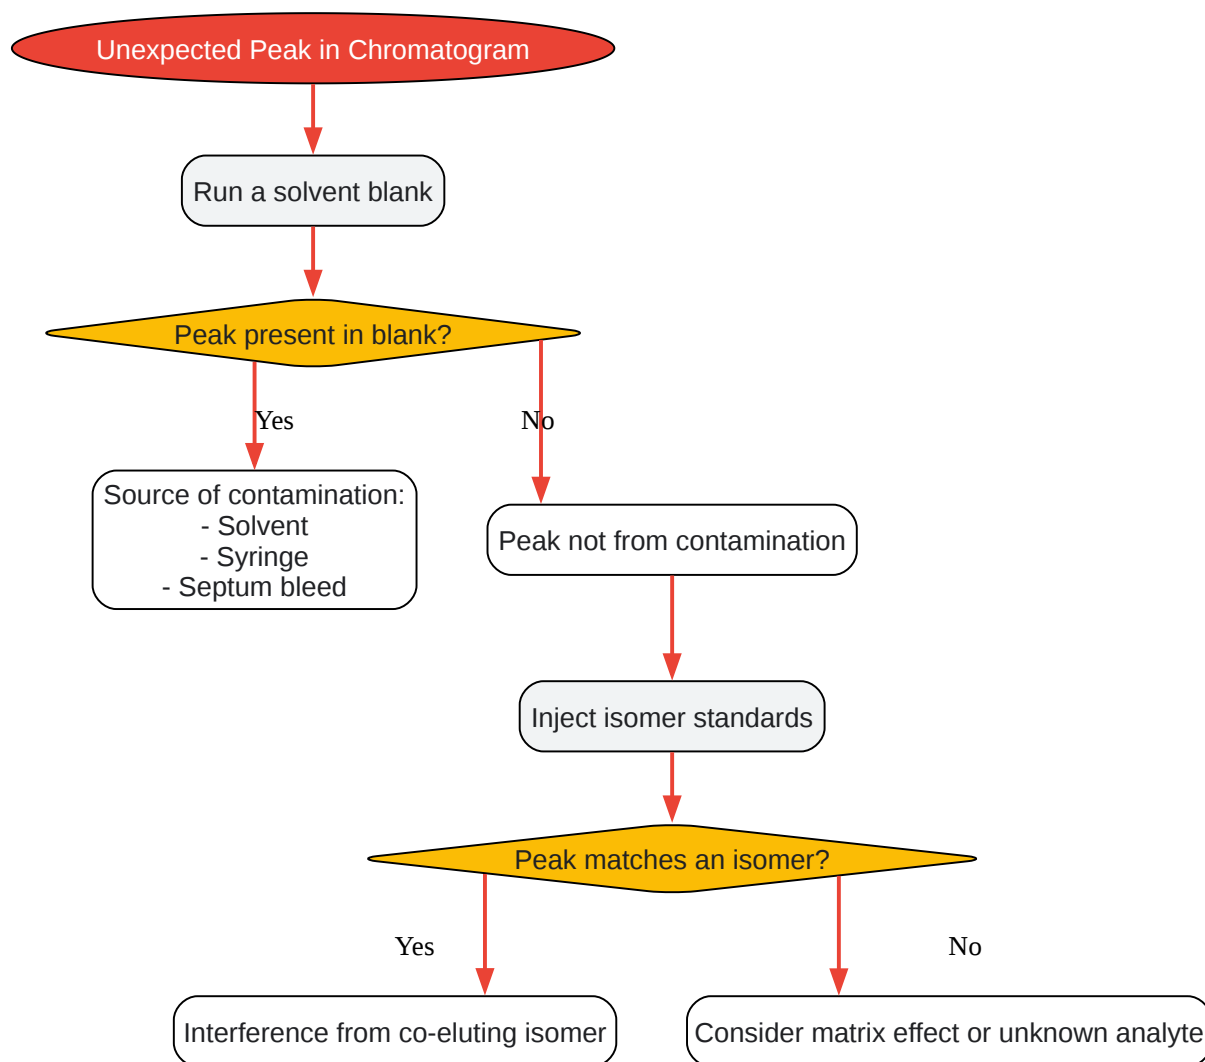 Unexpected Peak in Chromatogram
Run a solvent blank
Peak present in blank?
Yes
No
Source of contamination:
- Solvent
- Syringe
- Septum bleed
Peak not from contamination
Inject isomer standards
Peak matches an isomer?
Yes
No
Interference from co-eluting isomer
Consider matrix effect or unknown analyte